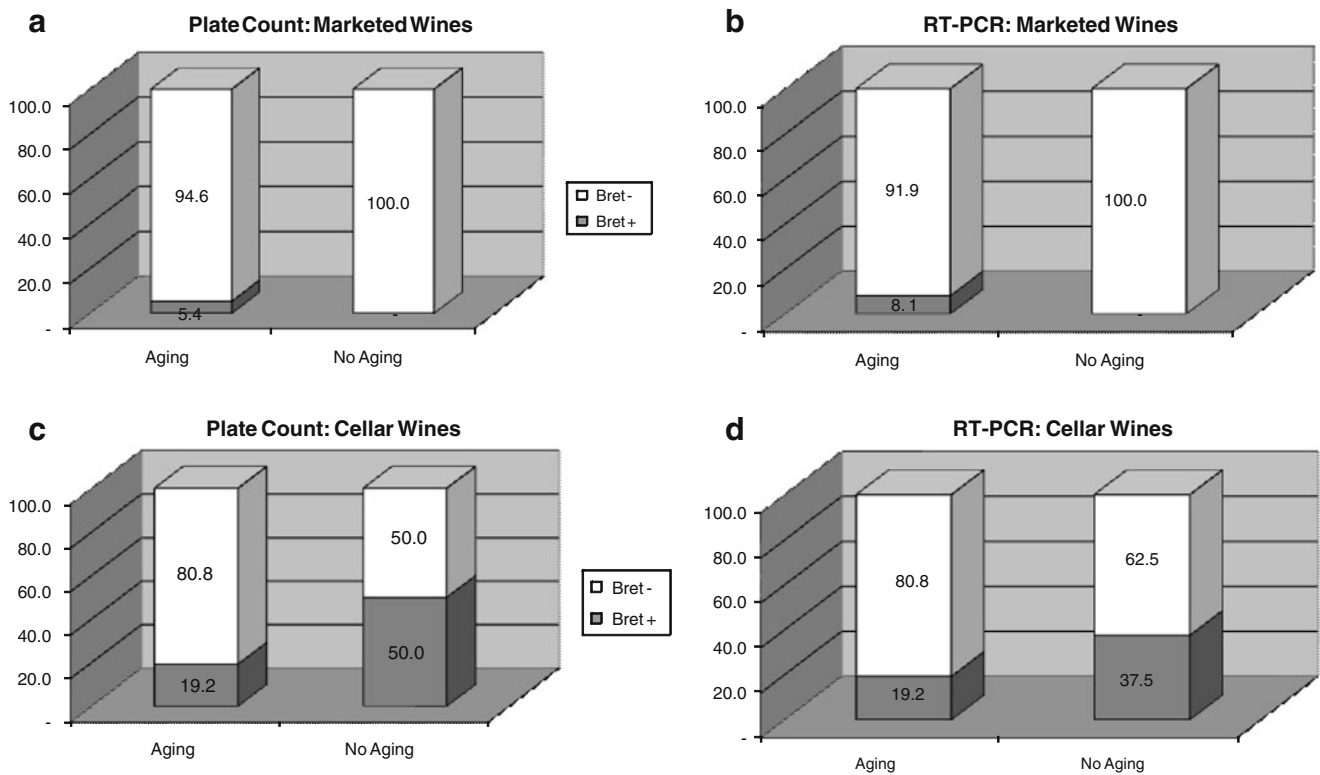 a
Plate Count: Marketed Wines
100.0
80.0
60.0
40.0
20.0
-
94.6
5.4
100.0
-
Aging
No Aging
Bret -
Bret +
b
RT-PCR: Marketed Wines
100.0
80.0
60.0
40.0
20.0
-
91.9
8.1
100.0
-
Aging
No Aging
c
Plate Count: Cellar Wines
100.0
80.0
60.0
40.0
20.0
-
80.8
19.2
50.0
50.0
Aging
No Aging
Bret -
Bret +
d
RT-PCR: Cellar Wines
100.0
80.0
60.0
40.0
20.0
-
80.8
19.2
62.5
37.5
Aging
No Aging